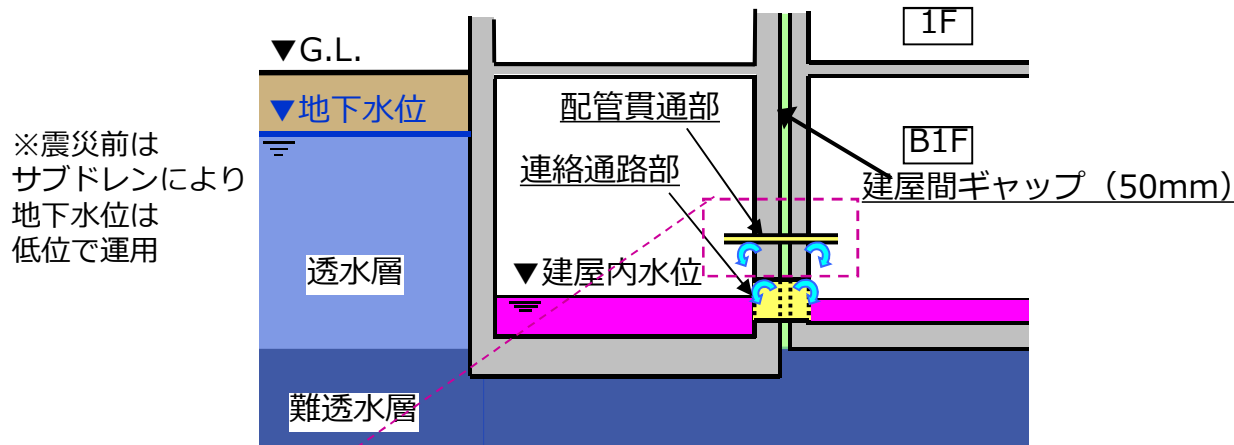 ▼G.L.
▼地下水位
※震災前は
サブドレンにより
地下水位は
低位で運用
透水層
難透水層
配管貫通部
連絡通路部
▼建屋内水位
1F
B1F
建屋間ギャップ（50mm）